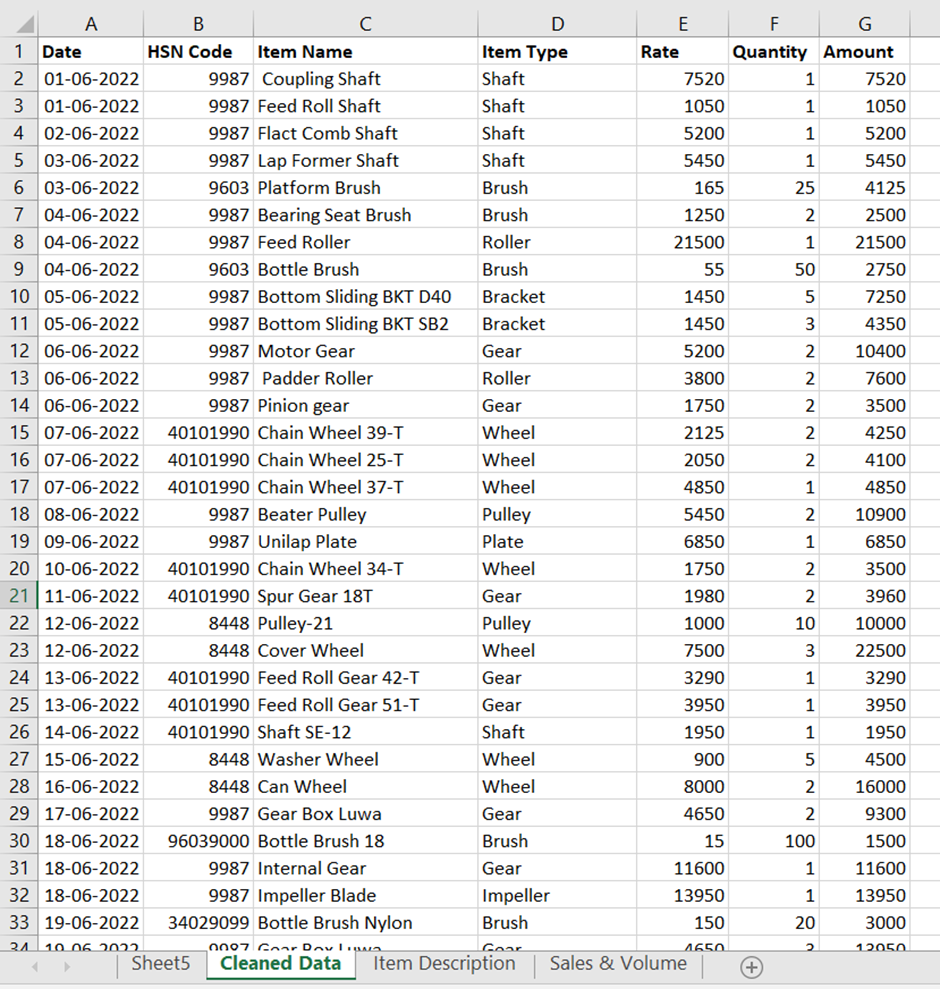 A B C D E F G
1 Date HSN Code Item Name Item Type Rate Quantity Amount
2 01-06-2022 9987 Coupling Shaft Shaft 7520 1 7520
3 01-06-2022 9987 Feed Roll Shaft Shaft 1050 1 1050
4 02-06-2022 9987 Flact Comb Shaft Shaft 5200 1 5200
5 03-06-2022 9987 Lap Former Shaft Shaft 5450 1 5450
6 03-06-2022 9603 Platform Brush Brush 165 25 4125
7 04-06-2022 9987 Bearing Seat Brush Brush 1250 2 2500
8 04-06-2022 9987 Feed Roller Roller 21500 1 21500
9 04-06-2022 9603 Bottle Brush Brush 55 50 2750
10 05-06-2022 9987 Bottom Sliding BKT D40 Bracket 1450 5 7250
11 05-06-2022 9987 Bottom Sliding BKT SB2 Bracket 1450 3 4350
12 06-06-2022 9987 Motor Gear Gear 5200 2 10400
13 06-06-2022 9987 Padder Roller Roller 3800 2 7600
14 06-06-2022 9987 Pinion gear Gear 1750 2 3500
15 07-06-2022 40101990 Chain Wheel 39-T Wheel 2125 2 4250
16 07-06-2022 40101990 Chain Wheel 25-T Wheel 2050 2 4100
17 07-06-2022 40101990 Chain Wheel 37-T Wheel 4850 1 4850
18 08-06-2022 9987 Beater Pulley Pulley 5450 2 10900
19 09-06-2022 9987 Unilap Plate Plate 6850 1 6850
20 10-06-2022 40101990 Chain Wheel 34-T Wheel 1750 2 3500
21 11-06-2022 40101990 Spur Gear 18T Gear 1980 2 3960
22 12-06-2022 8448 Pulley-21 Pulley 1000 10 10000
23 12-06-2022 8448 Cover Wheel Wheel 7500 3 22500
24 13-06-2022 40101990 Feed Roll Gear 42-T Gear 3290 1 3290
25 13-06-2022 40101990 Feed Roll Gear 51-T Gear 3950 1 3950
26 14-06-2022 40101990 Shaft SE-12 Shaft 1950 1 1950
27 15-06-2022 8448 Washer Wheel Wheel 900 5 4500
28 16-06-2022 8448 Can Wheel Wheel 8000 2 16000
29 17-06-2022 9987 Gear Box Luwa Gear 4650 2 9300
30 18-06-2022 96039000 Bottle Brush 18 Brush 15 100 1500
31 18-06-2022 9987 Internal Gear Gear 11600 1 11600
32 18-06-2022 9987 Impeller Blade Impeller 13950 1 13950
33 19-06-2022 34029099 Bottle Brush Nylon Brush 150 20 3000
34 19-06-2022 9987 Gear Box Luwa Gear 4650 3 13950
Sheet5 Cleaned Data Item Description Sales & Volume